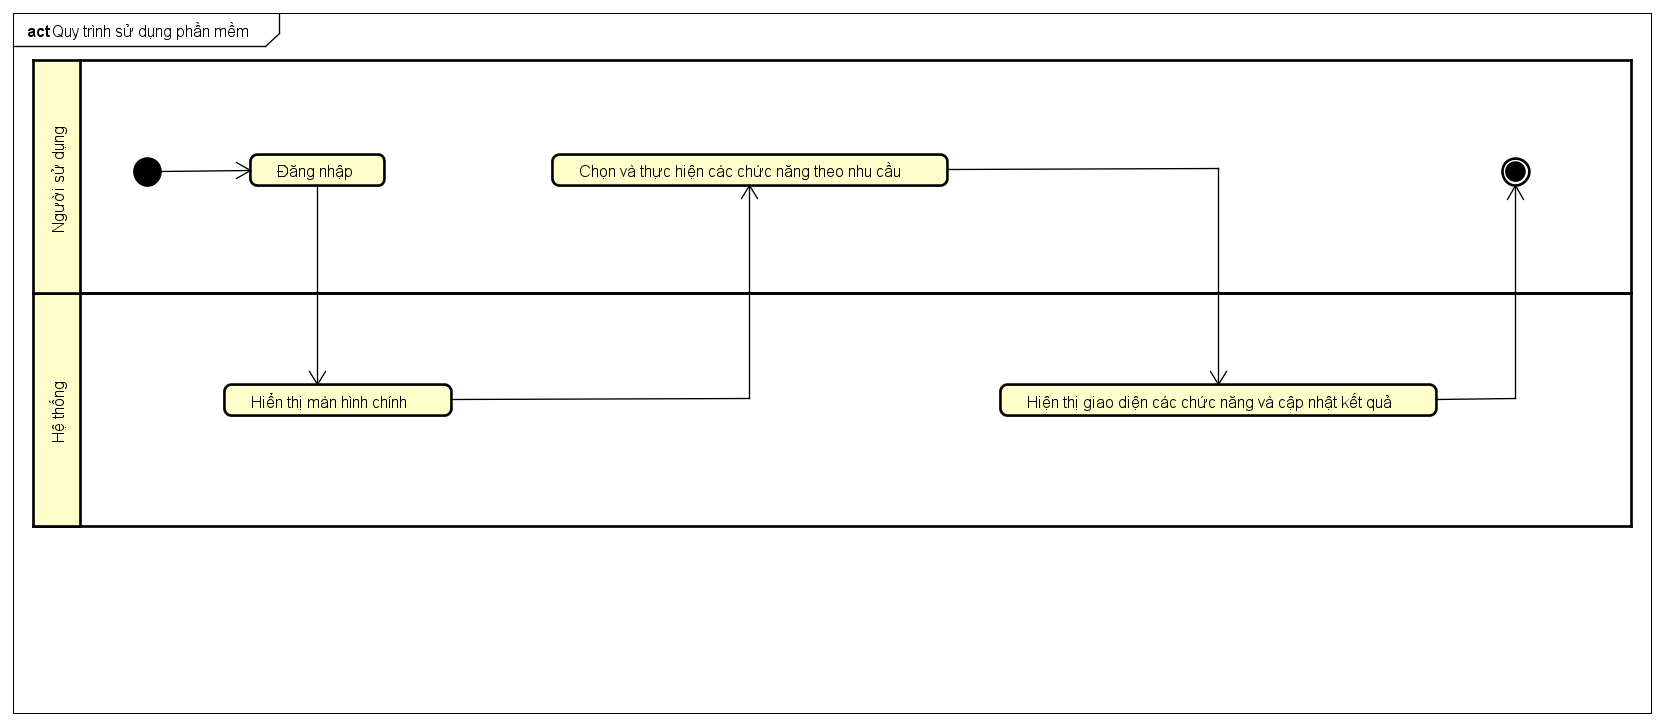 act Quy trình sử dụng phần mềm
Người sử dụng
Đăng nhập
Chọn và thực hiện các chức năng theo nhu cầu
Hệ thống
Hiển thị màn hình chính
Hiện thị giao diện các chức năng và cập nhật kết quả